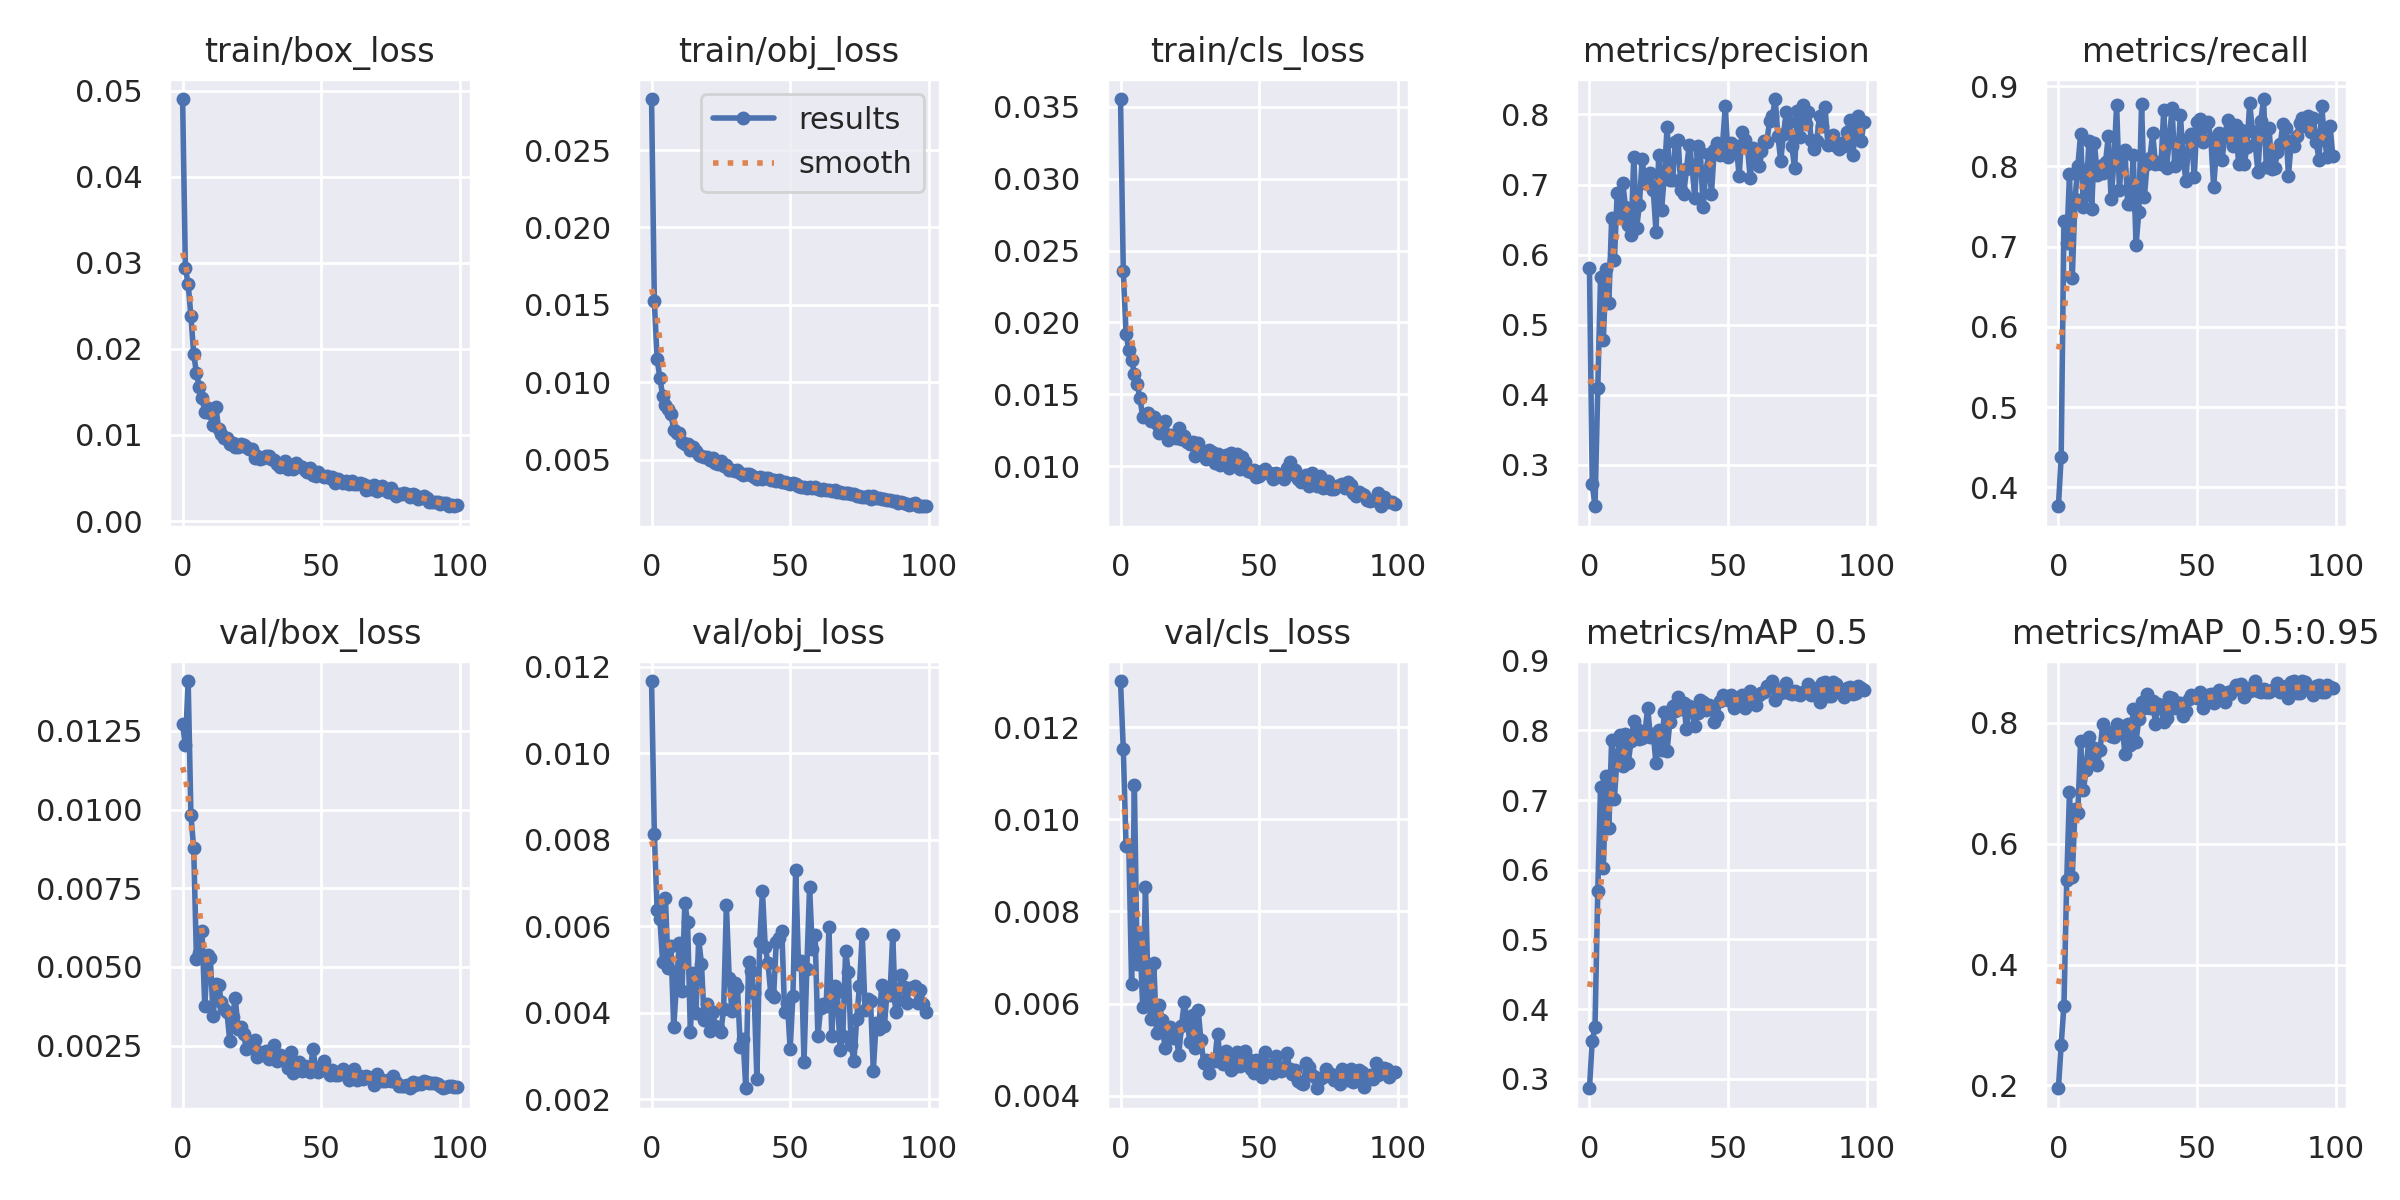 train/box_loss
0.05
0.04
0.03
0.02
0.01
0.00
0 50 100
train/obj_loss
results
smooth
0.025
0.020
0.015
0.010
0.005
0 50 100
train/cls_loss
0.035
0.030
0.025
0.020
0.015
0.010
0 50 100
metrics/precision
0.8
0.7
0.6
0.5
0.4
0.3
0 50 100
metrics/recall
0.9
0.8
0.7
0.6
0.5
0.4
0 50 100
val/box_loss
0.0125
0.0100
0.0075
0.0050
0.0025
0 50 100
val/obj_loss
0.012
0.010
0.008
0.006
0.004
0.002
0 50 100
val/cls_loss
0.012
0.010
0.008
0.006
0.004
0 50 100
metrics/mAP_0.5
0.9
0.8
0.7
0.6
0.5
0.4
0.3
0 50 100
metrics/mAP_0.5:0.95
0.8
0.6
0.4
0.2
0 50 100